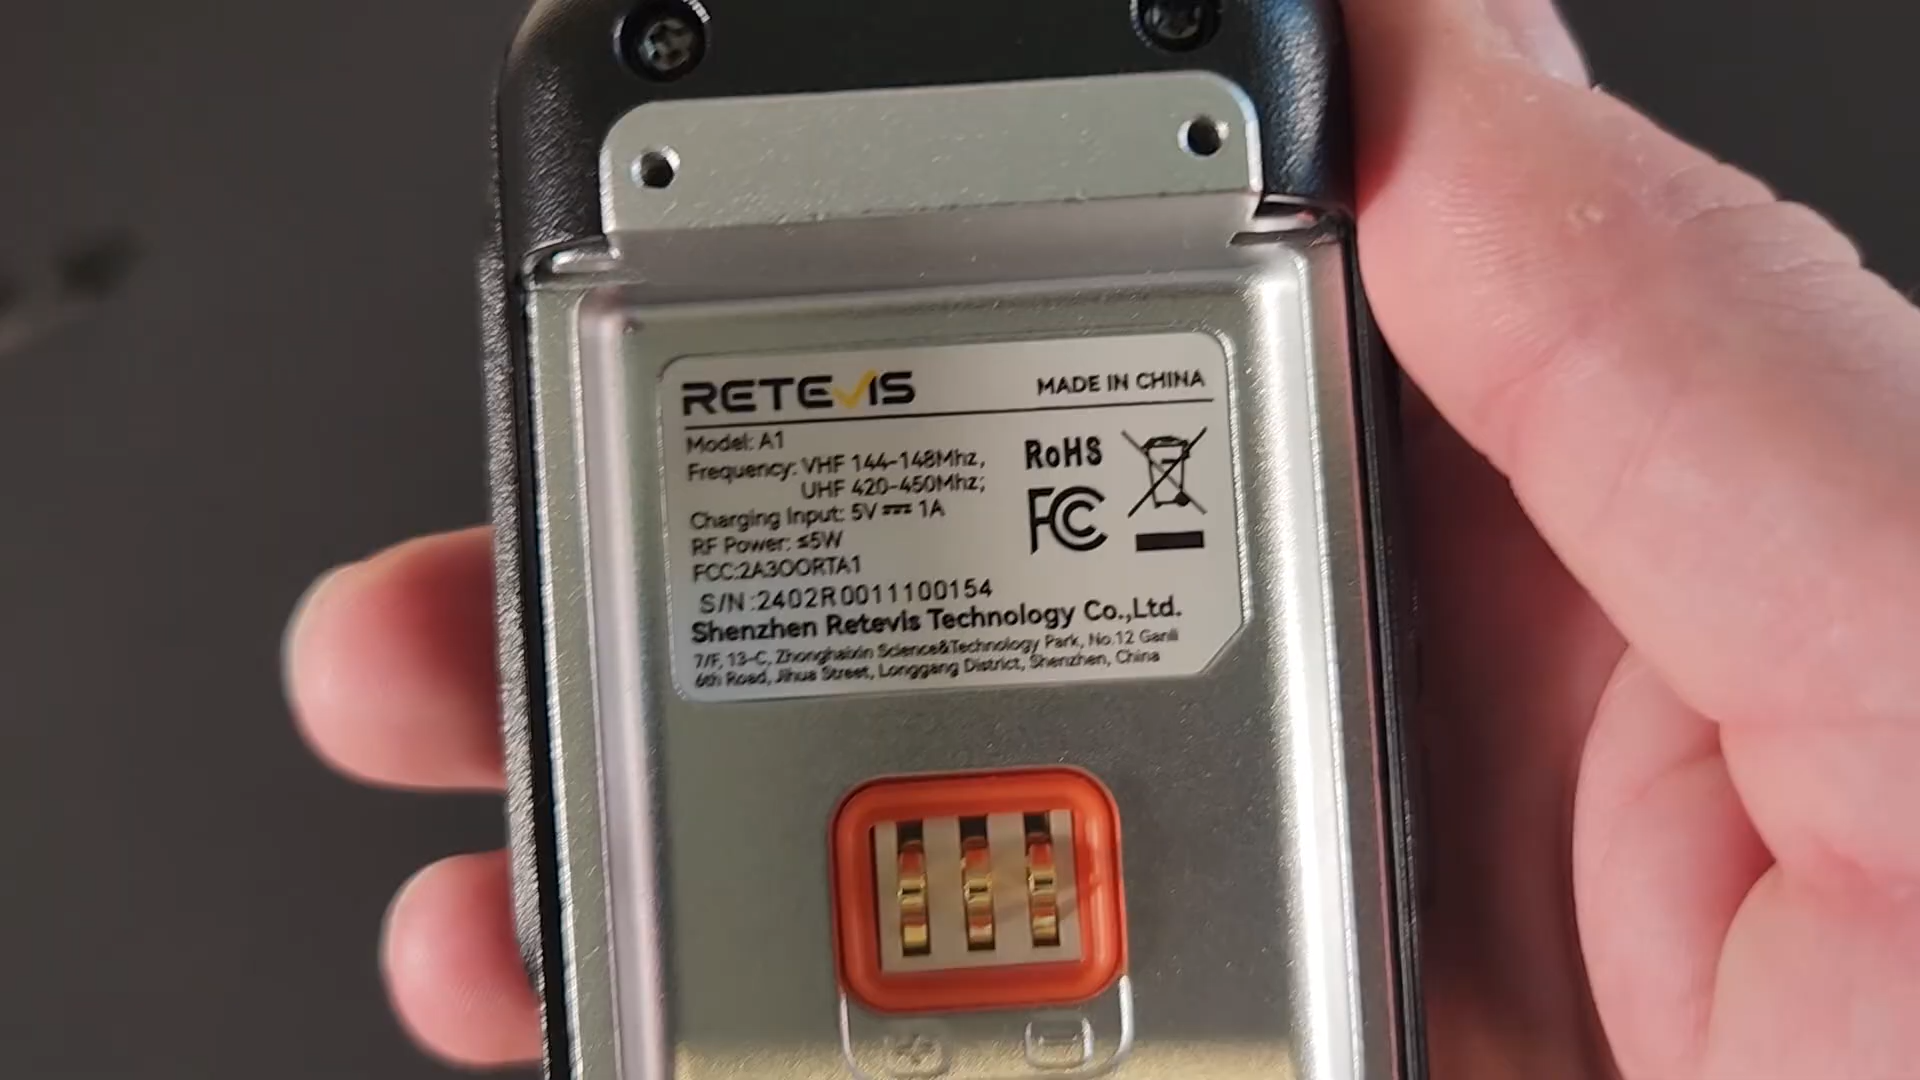 RETEVIS MADE IN CHINA
Model: A1
Frequency: VHF 144-148Mhz,
UHF 420-450Mhz;
Charging Input: 5V ⎓ 1A
RF Power: ≤5W
FCC:2A3OORTA1
RoHS
FC
S/N:2402R0011100154
Shenzhen Retevis Technology Co.,Ltd.
7/F, 13-C, Zhonghaixin Science&Technology Park, No.12 Ganli
6th Road, Jihua Street, Longgang District, Shenzhen, China